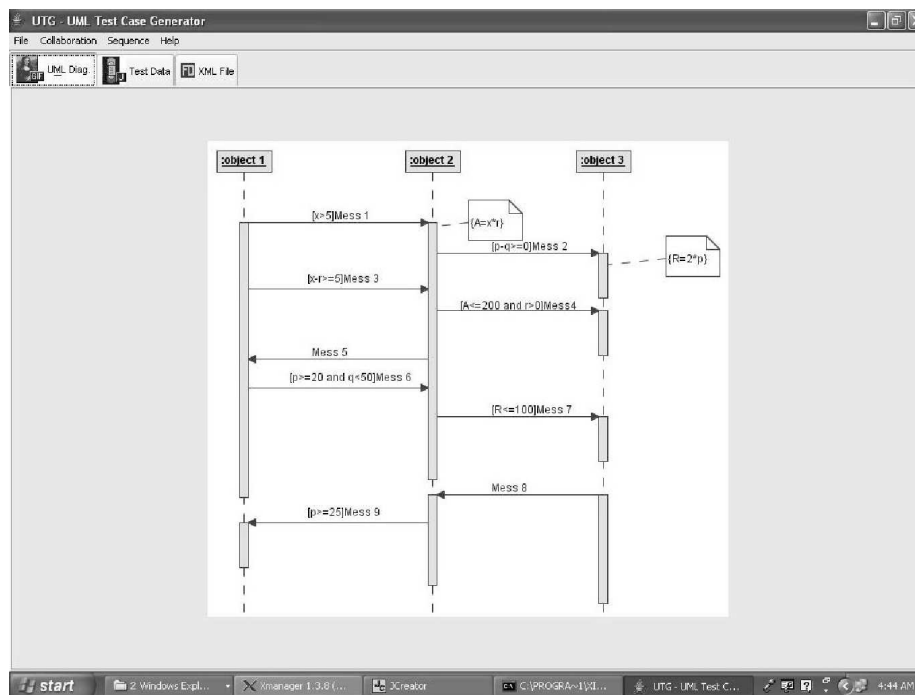 UTG - UML Test Case Generator
File Collaboration Sequence Help
UML Diag. Test Data XML File
:object 1 :object 2 :object 3
[x>5]Mess 1
{A=x*r}
[p-q>=0]Mess 2
{R=2*p}
[x-r>=5]Mess 3
[A<=200 and r>0]Mess4
Mess 5
[p>=20 and q<50]Mess 6
[R<=100]Mess 7
Mess 8
[p>=25]Mess 9
start 2 Windows Expl... Xmanager 1.3.8 (... JCreator C:\PROGRA~1\XI... UTG - UML Test C... 4:44 AM